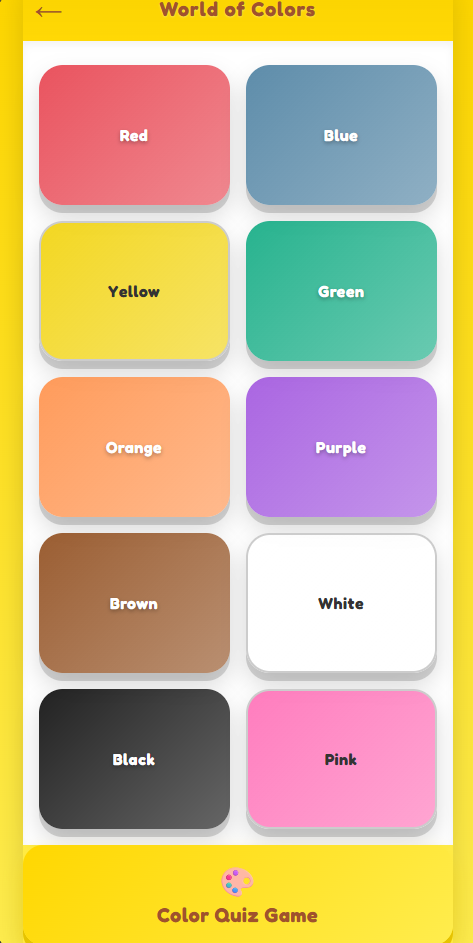 World of Colors
Red
Blue
Yellow
Green
Orange
Purple
Brown
White
Black
Pink
Color Quiz Game